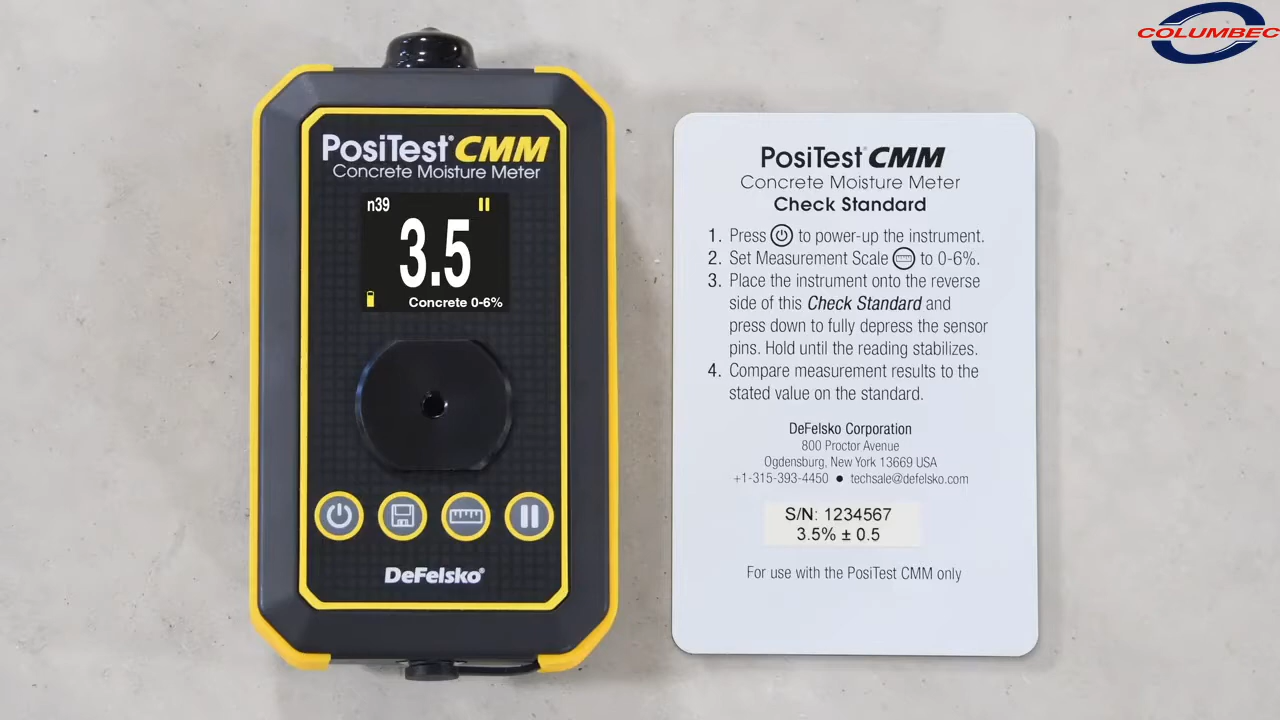 COLUMBEC
PosiTest® CMM
Concrete Moisture Meter
n39
3.5
Concrete 0-6%
DeFelsko®
PosiTest® CMM
Concrete Moisture Meter
Check Standard
1. Press to power-up the instrument.
2. Set Measurement Scale to 0-6%.
3. Place the instrument onto the reverse
side of this Check Standard and
press down to fully depress the sensor
pins. Hold until the reading stabilizes.
4. Compare measurement results to the
stated value on the standard.
DeFelsko Corporation
800 Proctor Avenue
Ogdensburg, New York 13669 USA
+1-315-393-4450 ● techsale@defelsko.com
S/N: 1234567
3.5% ± 0.5
For use with the PosiTest CMM only